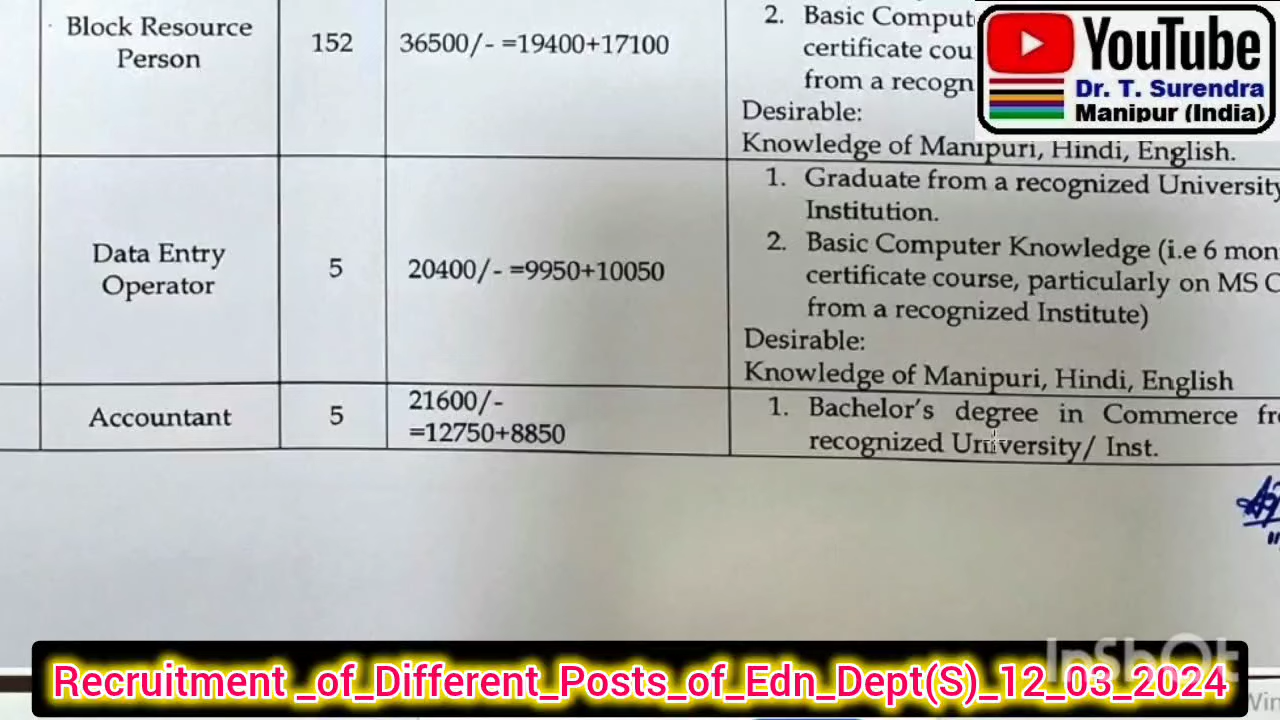 Block Resource
Person
152
36500/- =19400+17100
2. Basic Comput
certificate cou
from a recogn
Desirable:
Knowledge of Manipuri, Hindi, English.
YouTube
Dr. T. Surendra
Manipur (India)
Data Entry
Operator
5
20400/- =9950+10050
1. Graduate from a recognized University
Institution.
2. Basic Computer Knowledge (i.e 6 mon
certificate course, particularly on MS O
from a recognized Institute)
Desirable:
Knowledge of Manipuri, Hindi, English
Accountant
5
21600/-
=12750+8850
1. Bachelor's degree in Commerce fr
recognized University/ Inst.
InShOt
Recruitment _of_Different_Posts_of_Edn_Dept(S)_12_03_2024
Win